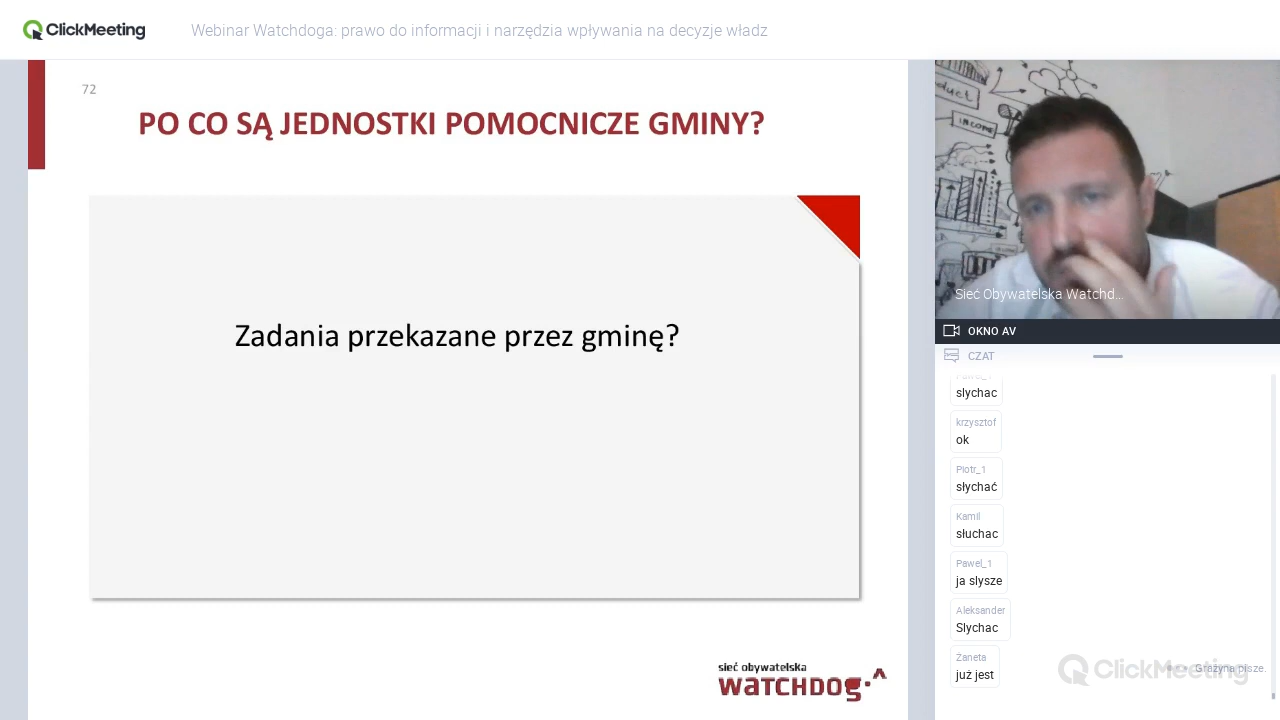 ClickMeeting
Webinar Watchdoga: prawo do informacji i narzędzia wpływania na decyzje władz
72
PO CO SĄ JEDNOSTKI POMOCNICZE GMINY?
Zadania przekazane przez gminę?
sieć obywatelska
WATCHDOG
INCOME
Sieć Obywatelska Watchd...
OKNO AV
CZAT
Pawel_1
slychac
krzysztof
ok
Piotr_1
słychać
Kamil
słuchac
Pawel_1
ja slysze
Aleksander
Slychac
Żaneta
już jest
ClickMeeting
Grażyna pisze.